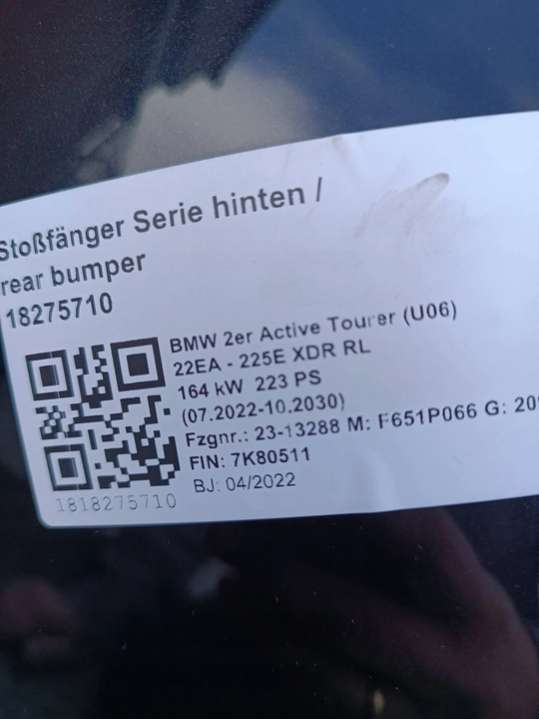 Stoßfänger Serie hinten /
rear bumper
18275710
BMW 2er Active Tourer (U06)
22EA - 225E XDR RL
164 kW 223 PS
(07.2022-10.2030)
Fzgnr.: 23-13288 M: F651P066 G:
FIN: 7K80511
BJ: 04/2022
1818275710